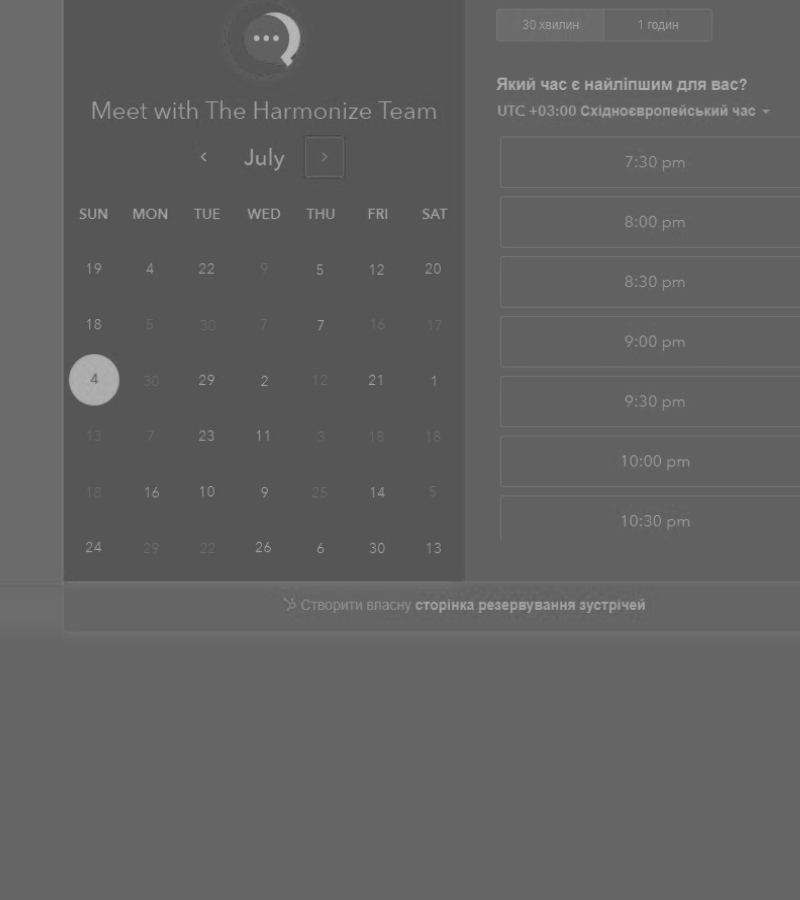 Meet with The Harmonize Team
July
SUN MON TUE WED THU FRI SAT
19 4 22 9 5 12 20
18 5 30 7 7 16 17
4 30 29 2 12 21 1
13 7 23 11 3 18 18
18 16 10 9 25 14 5
24 29 22 26 6 30 13
30 хвилин 1 годин
Який час є найліпшим для вас?
UTC +03:00 Східноєвропейський час
7:30 pm
8:00 pm
8:30 pm
9:00 pm
9:30 pm
10:00 pm
10:30 pm
Створити власну сторінка резервування зустрічей